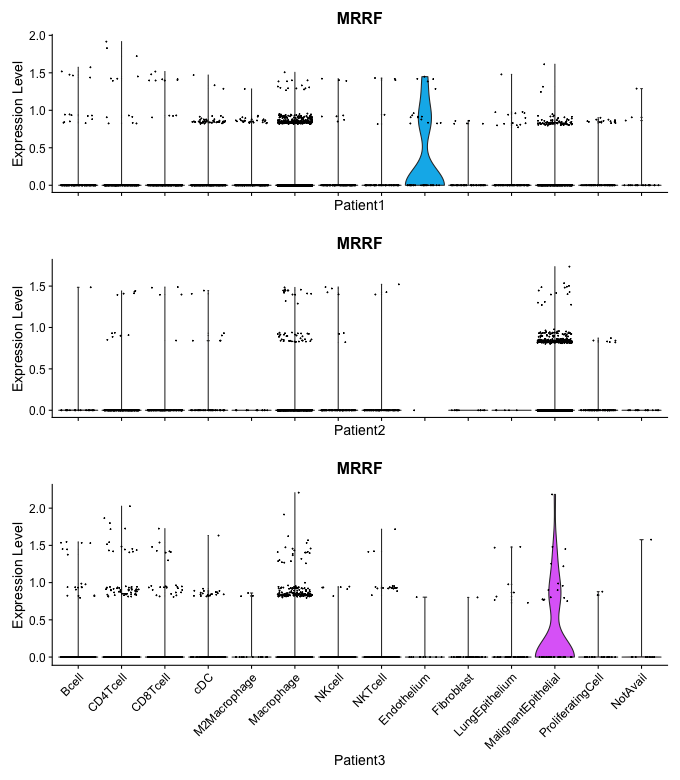 MRRF
Expression Level
2.0
1.5
1.0
0.5
0.0
Patient1
MRRF
Expression Level
1.5
1.0
0.5
0.0
Patient2
MRRF
Expression Level
2.0
1.5
1.0
0.5
0.0
Bcell
CD4Tcell
CD8Tcell
cDC
M2Macrophage
Macrophage
NKcell
NKTcell
Endothelium
Fibroblast
LungEpithelium
MalignantEpithelial
ProliferatingCell
NotAvail
Patient3